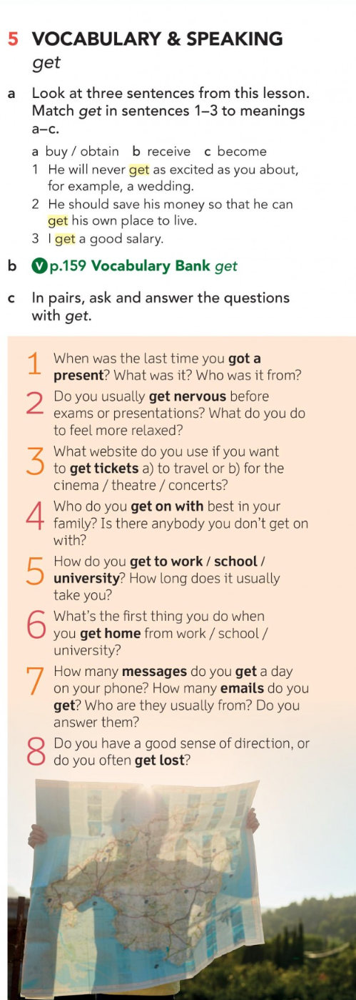 5 VOCABULARY & SPEAKING
get
a Look at three sentences from this lesson.
Match get in sentences 1–3 to meanings
a–c.
a buy / obtain b receive c become
1 He will never get as excited as you about,
for example, a wedding.
2 He should save his money so that he can
get his own place to live.
3 I get a good salary.
b V p.159 Vocabulary Bank get
c In pairs, ask and answer the questions
with get.
1 When was the last time you got a
present? What was it? Who was it from?
2 Do you usually get nervous before
exams or presentations? What do you do
to feel more relaxed?
3 What website do you use if you want
to get tickets a) to travel or b) for the
cinema / theatre / concerts?
4 Who do you get on with best in your
family? Is there anybody you don't get on
with?
5 How do you get to work / school /
university? How long does it usually
take you?
6 What's the first thing you do when
you get home from work / school /
university?
7 How many messages do you get a day
on your phone? How many emails do you
get? Who are they usually from? Do you
answer them?
8 Do you have a good sense of direction, or
do you often get lost?